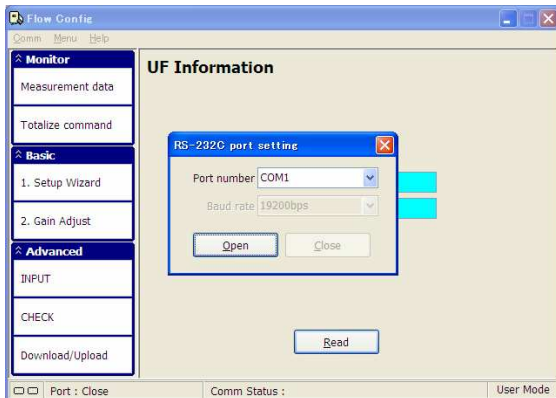 Flow Config
Comm Menu Help
Monitor
Measurement data
Totalize command
Basic
1. Setup Wizard
2. Gain Adjust
Advanced
INPUT
CHECK
Download/Upload
UF Information
RS-232C port setting
Port number COM1
Baud rate 19200bps
Open Close
Read
Port : Close Comm Status : User Mode